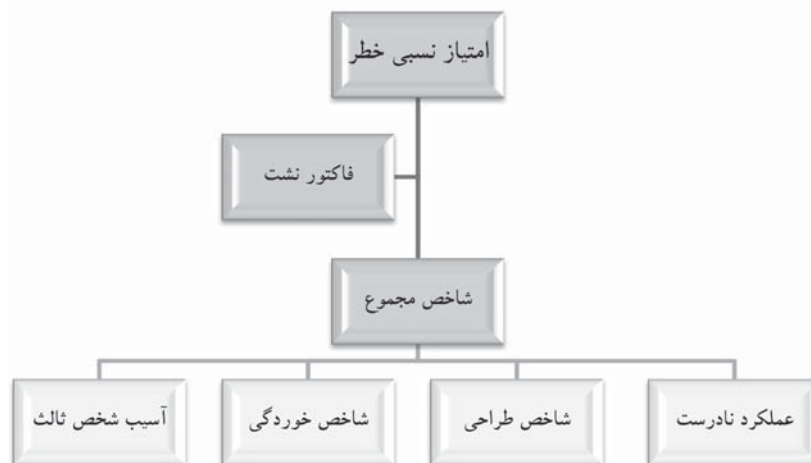 امتیاز نسبی خطر
فاکتور نشت
شاخص مجموع
عملکرد نادرست
شاخص طراحی
شاخص خوردگی
آسیب شخص ثالث